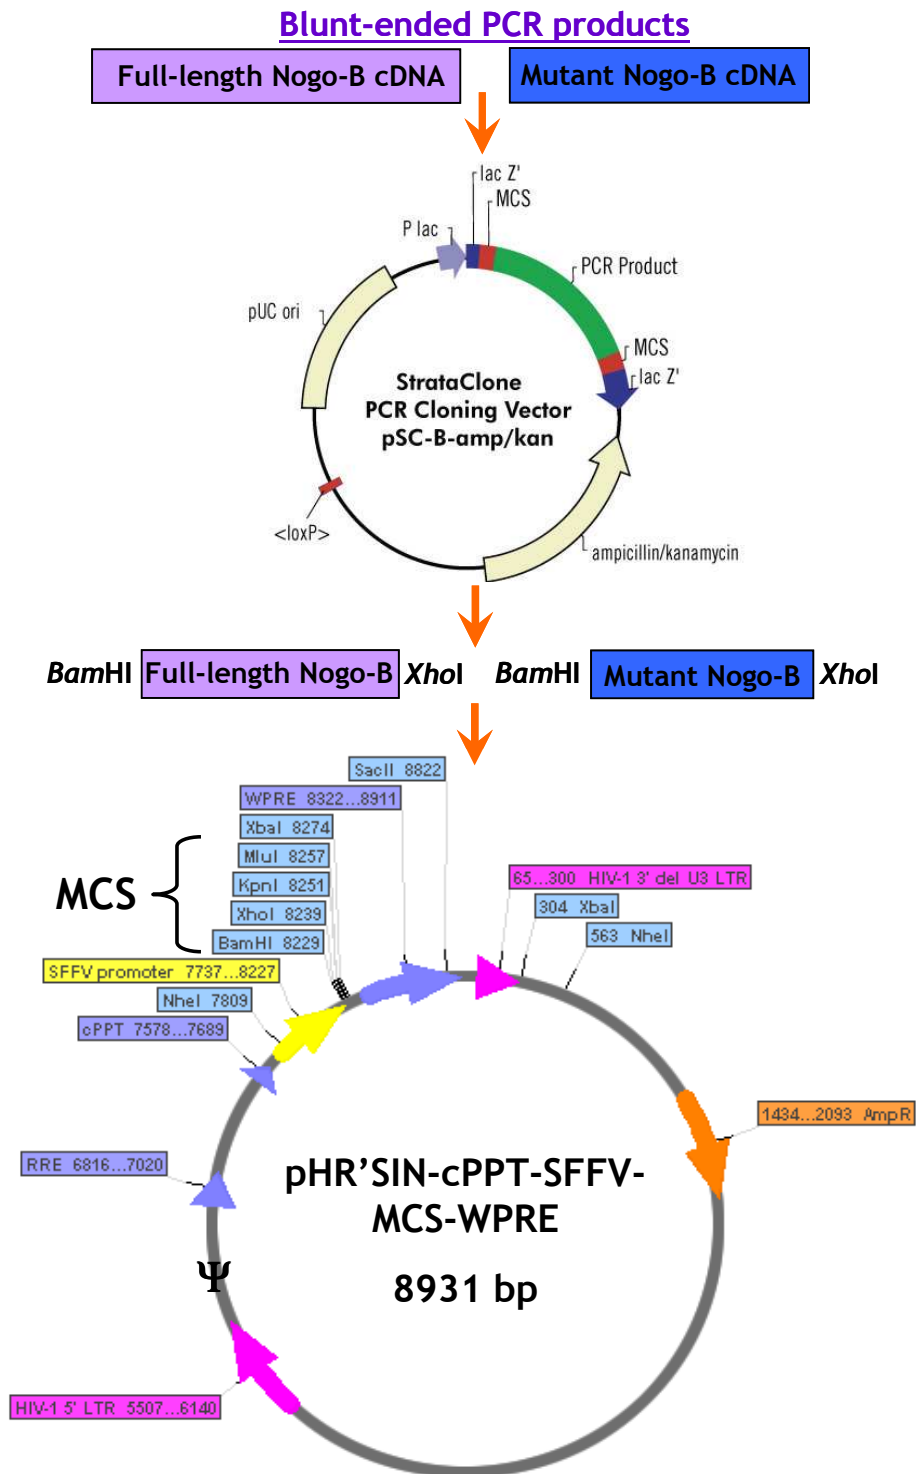 Blunt-ended PCR products
Full-length Nogo-B cDNA
Mutant Nogo-B cDNA
lac Z'
MCS
P lac
PCR Product
pUC ori
MCS
lac Z'
StrataClone
PCR Cloning Vector
pSC-B-amp/kan
<loxP>
ampicillin/kanamycin
BamHI Full-length Nogo-B XhoI BamHI Mutant Nogo-B XhoI
SacII 8822
WPRE 8322...8911
XbaI 8274
MluI 8257
KpnI 8251
XhoI 8239
BamHI 8229
MCS
65...300 HIV-1 3' del U3 LTR
304 XbaI
563 NheI
SFFV promoter 7737...8227
NheI 7809
cPPT 7578...7689
1434...2093 AmpR
RRE 6816...7020
pHR’SIN-cPPT-SFFV-
MCS-WPRE
8931 bp
Ψ
HIV-1 5' LTR 5507...6140